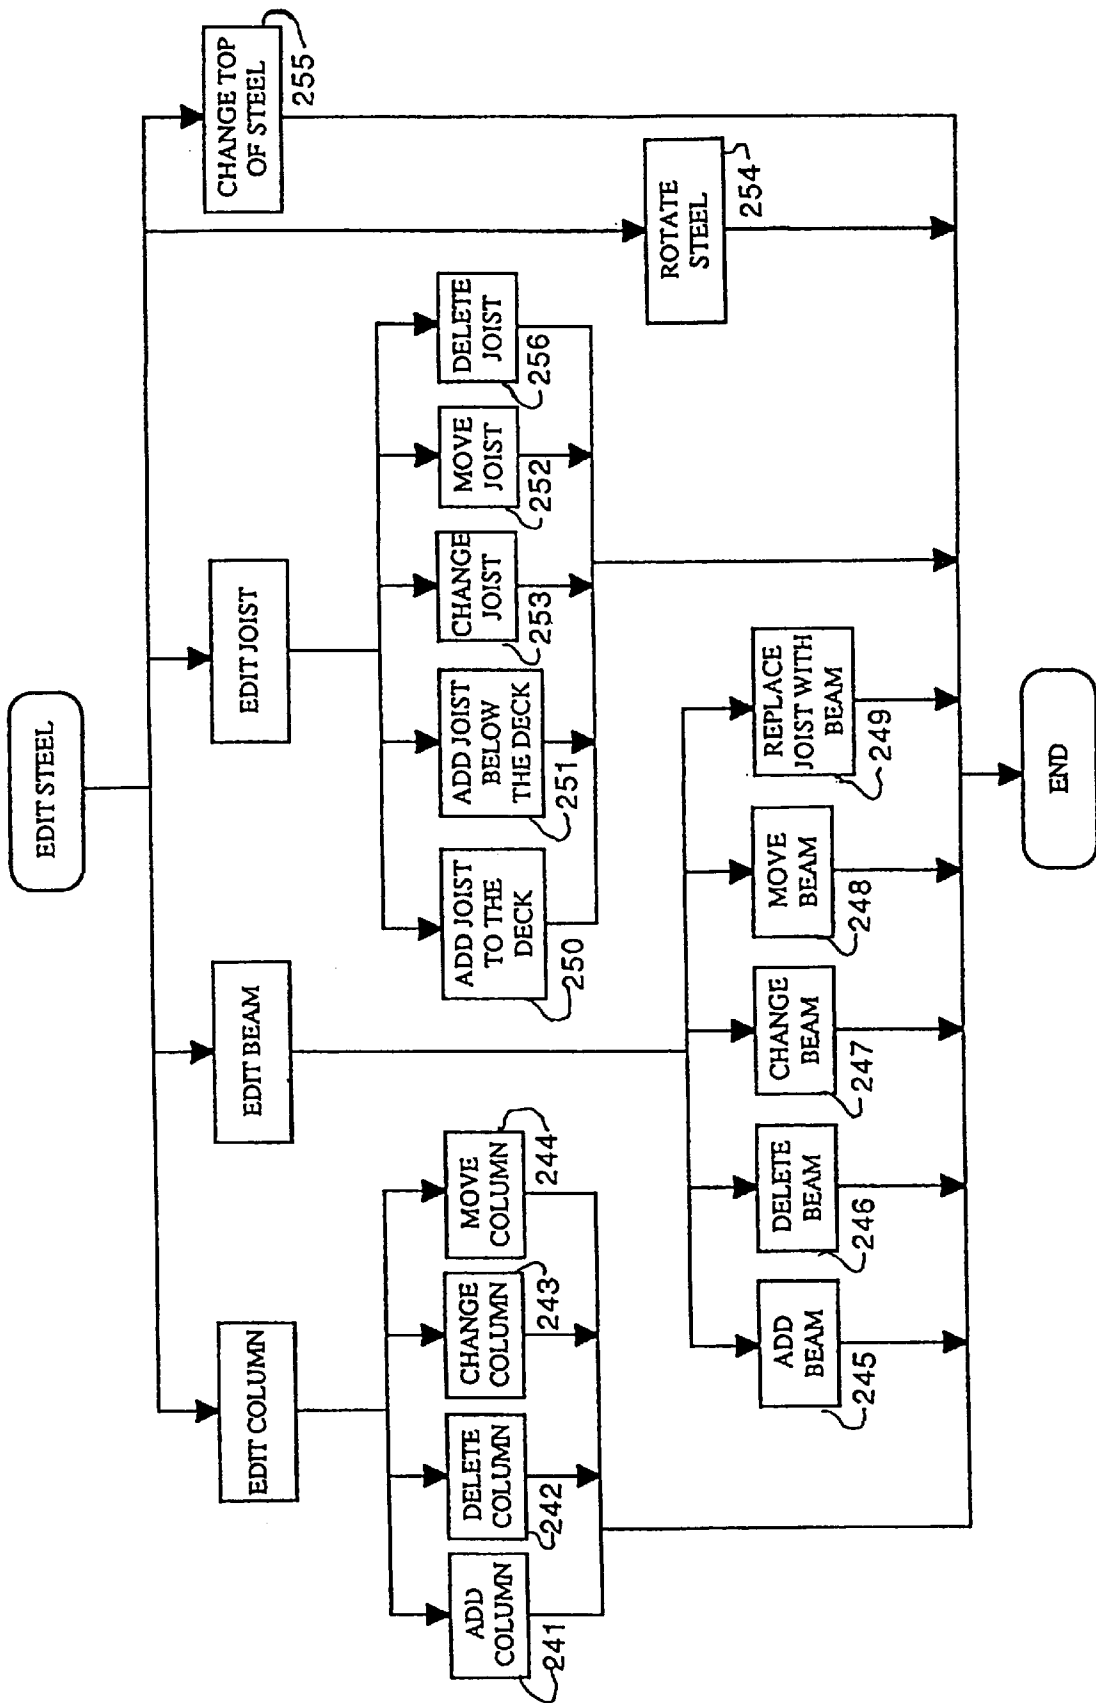 EDIT STEEL
EDIT COLUMN
EDIT BEAM
EDIT JOIST
CHANGE TOP
OF STEEL
255
ADD
COLUMN
241
DELETE
COLUMN
242
CHANGE
COLUMN
243
MOVE
COLUMN
244
ADD JOIST
TO THE
DECK
250
ADD JOIST
BELOW
THE DECK
251
CHANGE
JOIST
253
MOVE
JOIST
252
DELETE
JOIST
256
ROTATE
STEEL
254
ADD
BEAM
245
DELETE
BEAM
246
CHANGE
BEAM
247
MOVE
BEAM
248
REPLACE
JOIST WITH
BEAM
249
END